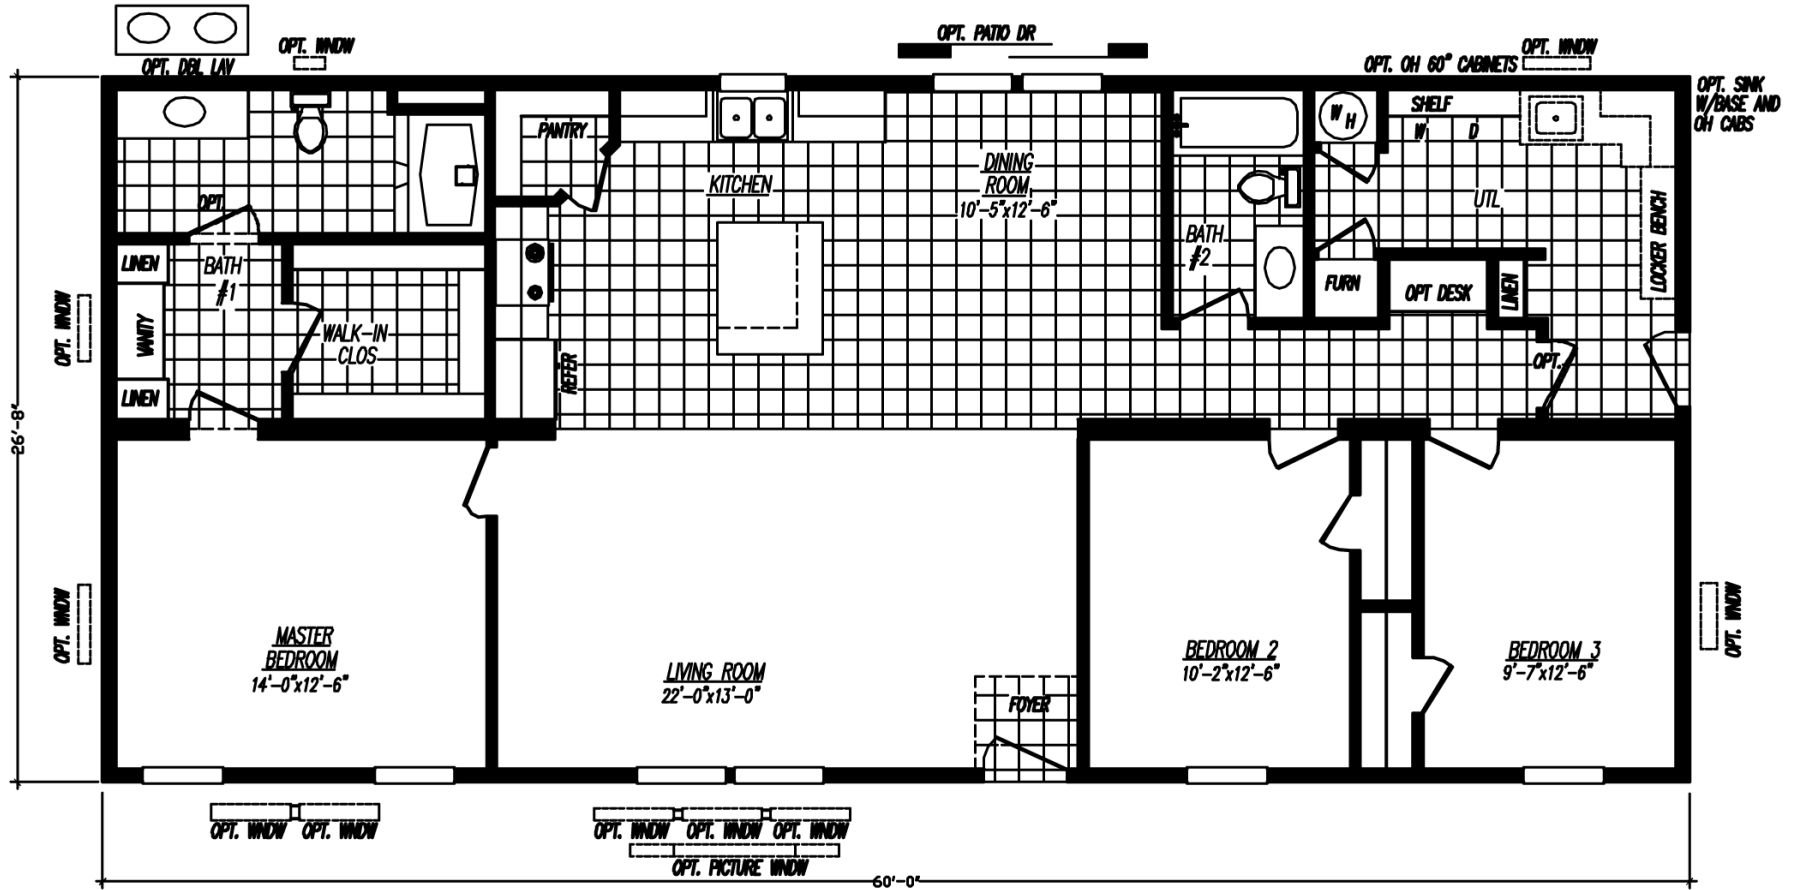 OPT. DBL LAV
OPT. WNDW
OPT. PATIO DR
OPT. OH 60" CABINETS
OPT. WNDW
OPT. SINK
W/BASE AND
OH CABS
PANTRY
KITCHEN
DINING
ROOM
10'-5"x12'-6"
W H
SHELF
W D
UTL
LOCKER BENCH
OPT.
LINEN
BATH
#1
VANITY
LINEN
WALK-IN
CLOS
REFER
BATH
#2
FURN
OPT DESK
LINEN
OPT.
OPT. WNDW
26'-8"
OPT. WNDW
MASTER
BEDROOM
14'-0"x12'-6"
LIVING ROOM
22'-0"x13'-0"
FOYER
BEDROOM 2
10'-2"x12'-6"
BEDROOM 3
9'-7"x12'-6"
OPT. WNDW
OPT. WNDW OPT. WNDW
OPT. WNDW OPT. WNDW OPT. WNDW
OPT. PICTURE WNDW
60'-0"